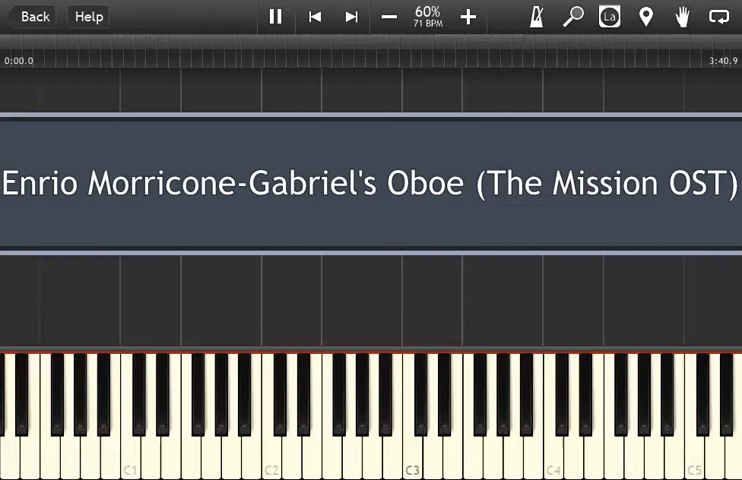 Back Help 60% La
71 BPM
0:00.0 3:40.9
Enrio Morricone-Gabriel's Oboe (The Mission OST)
C1 C2 C3 C4 C5